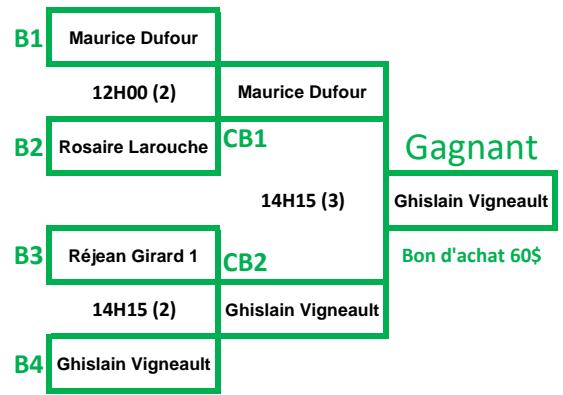 B1
Maurice Dufour
12H00 (2)
Maurice Dufour
B2
Rosaire Larouche
CB1
Gagnant
14H15 (3)
Ghislain Vigneault
B3
Réjean Girard 1
CB2
Bon d'achat 60$
14H15 (2)
Ghislain Vigneault
B4
Ghislain Vigneault